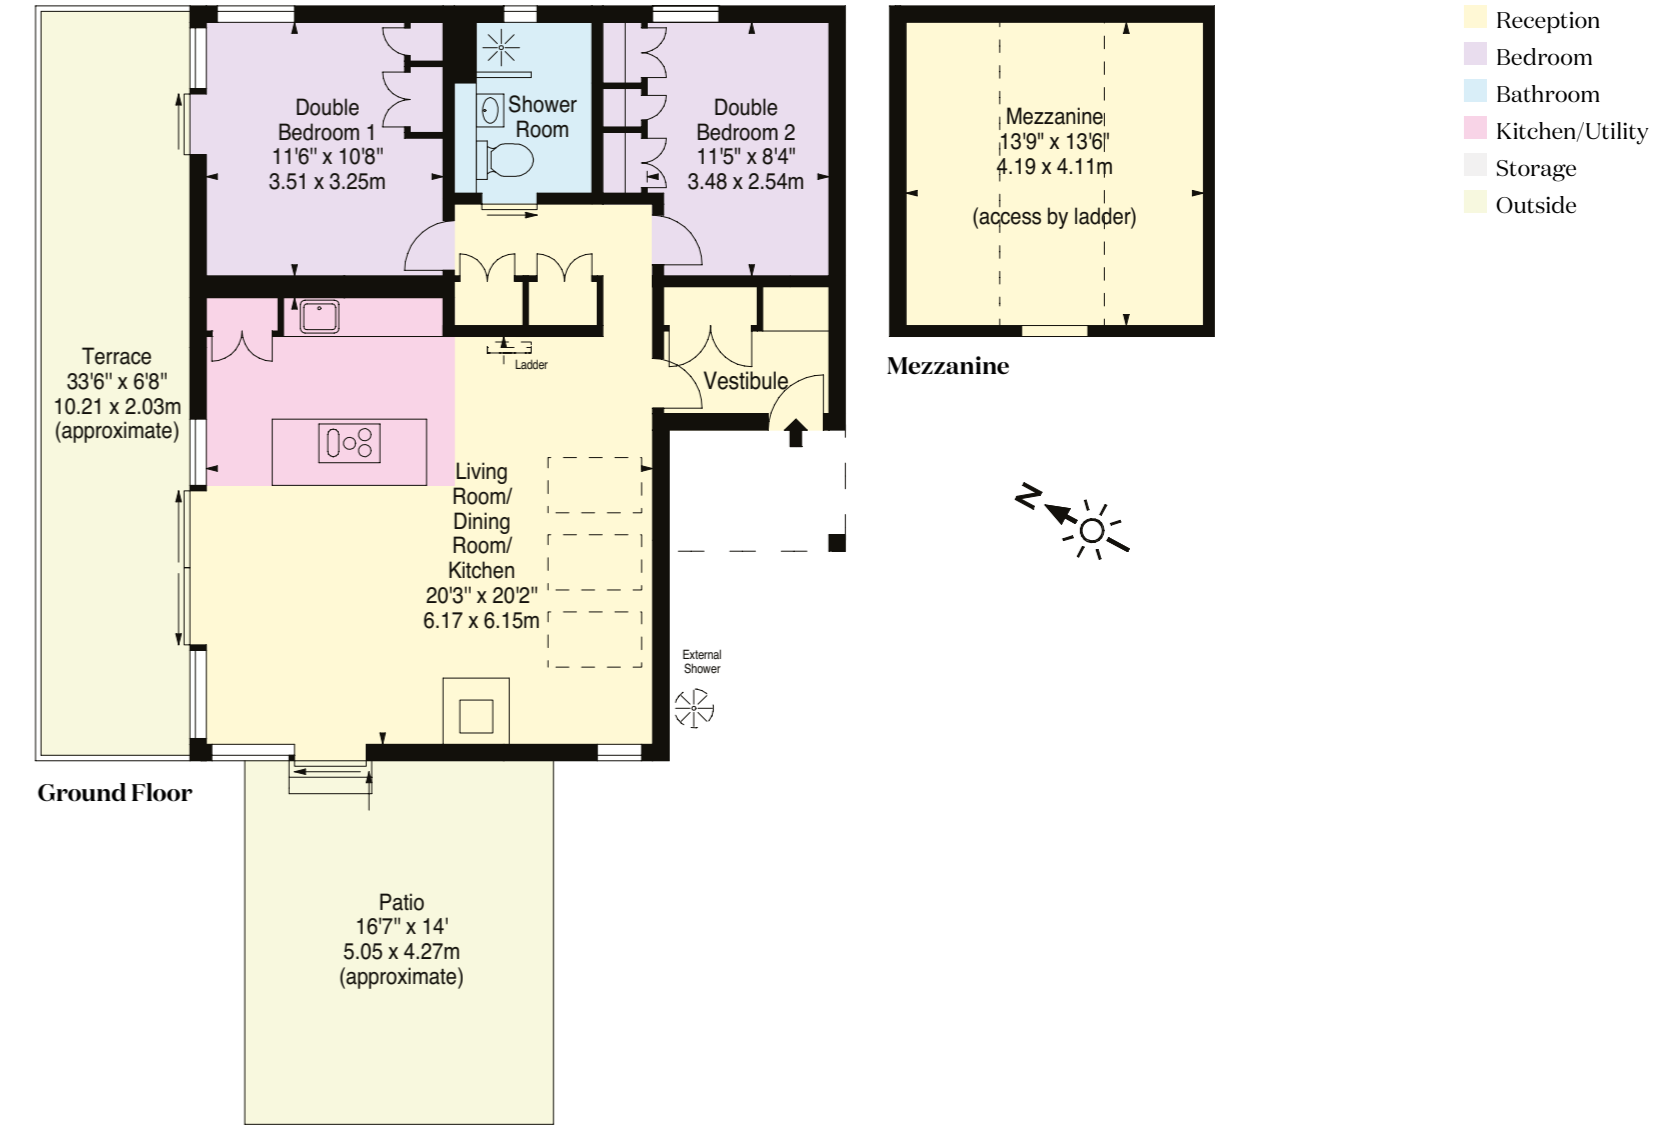 Double
Bedroom 1
11'6" x 10'8"
3.51 x 3.25m
Shower
Room
Double
Bedroom 2
11'5" x 8'4"
3.48 x 2.54m
Terrace
33'6" x 6'8"
10.21 x 2.03m
(approximate)
Ladder
Vestibule
Living
Room/
Dining
Room/
Kitchen
20'3" x 20'2"
6.17 x 6.15m
External
Shower
Ground Floor
Patio
16'7" x 14'
5.05 x 4.27m
(approximate)
Mezzanine
13'9" x 13'6"
4.19 x 4.11m
(access by ladder)
Mezzanine
N
Reception
Bedroom
Bathroom
Kitchen/Utility
Storage
Outside